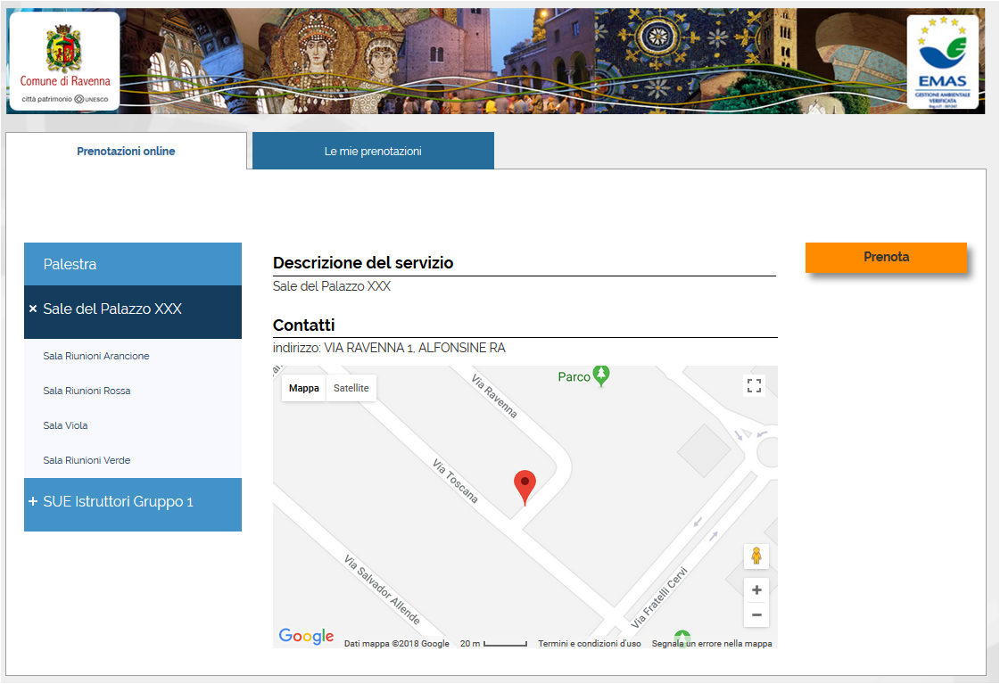 Comune di Ravenna
città patrimonio UNESCO
EMAS
GESTIONE AMBIENTALE
VERIFICATA
Prenotazioni online
Le mie prenotazioni
Palestra
× Sale del Palazzo XXX
Sala Riunioni Arancione
Sala Riunioni Rossa
Sala Viola
Sala Riunioni Verde
+ SUE Istruttori Gruppo 1
Descrizione del servizio
Sale del Palazzo XXX
Contatti
indirizzo: VIA RAVENNA 1, ALFONSINE RA
Mappa
Satellite
Parco
Via Ravenna
Via Toscana
Via Salvador Allende
Via Fratelli Cervi
+
−
Google
Dati mappa ©2018 Google
20 m
Termini e condizioni d'uso
Segnala un errore nella mappa
Prenota